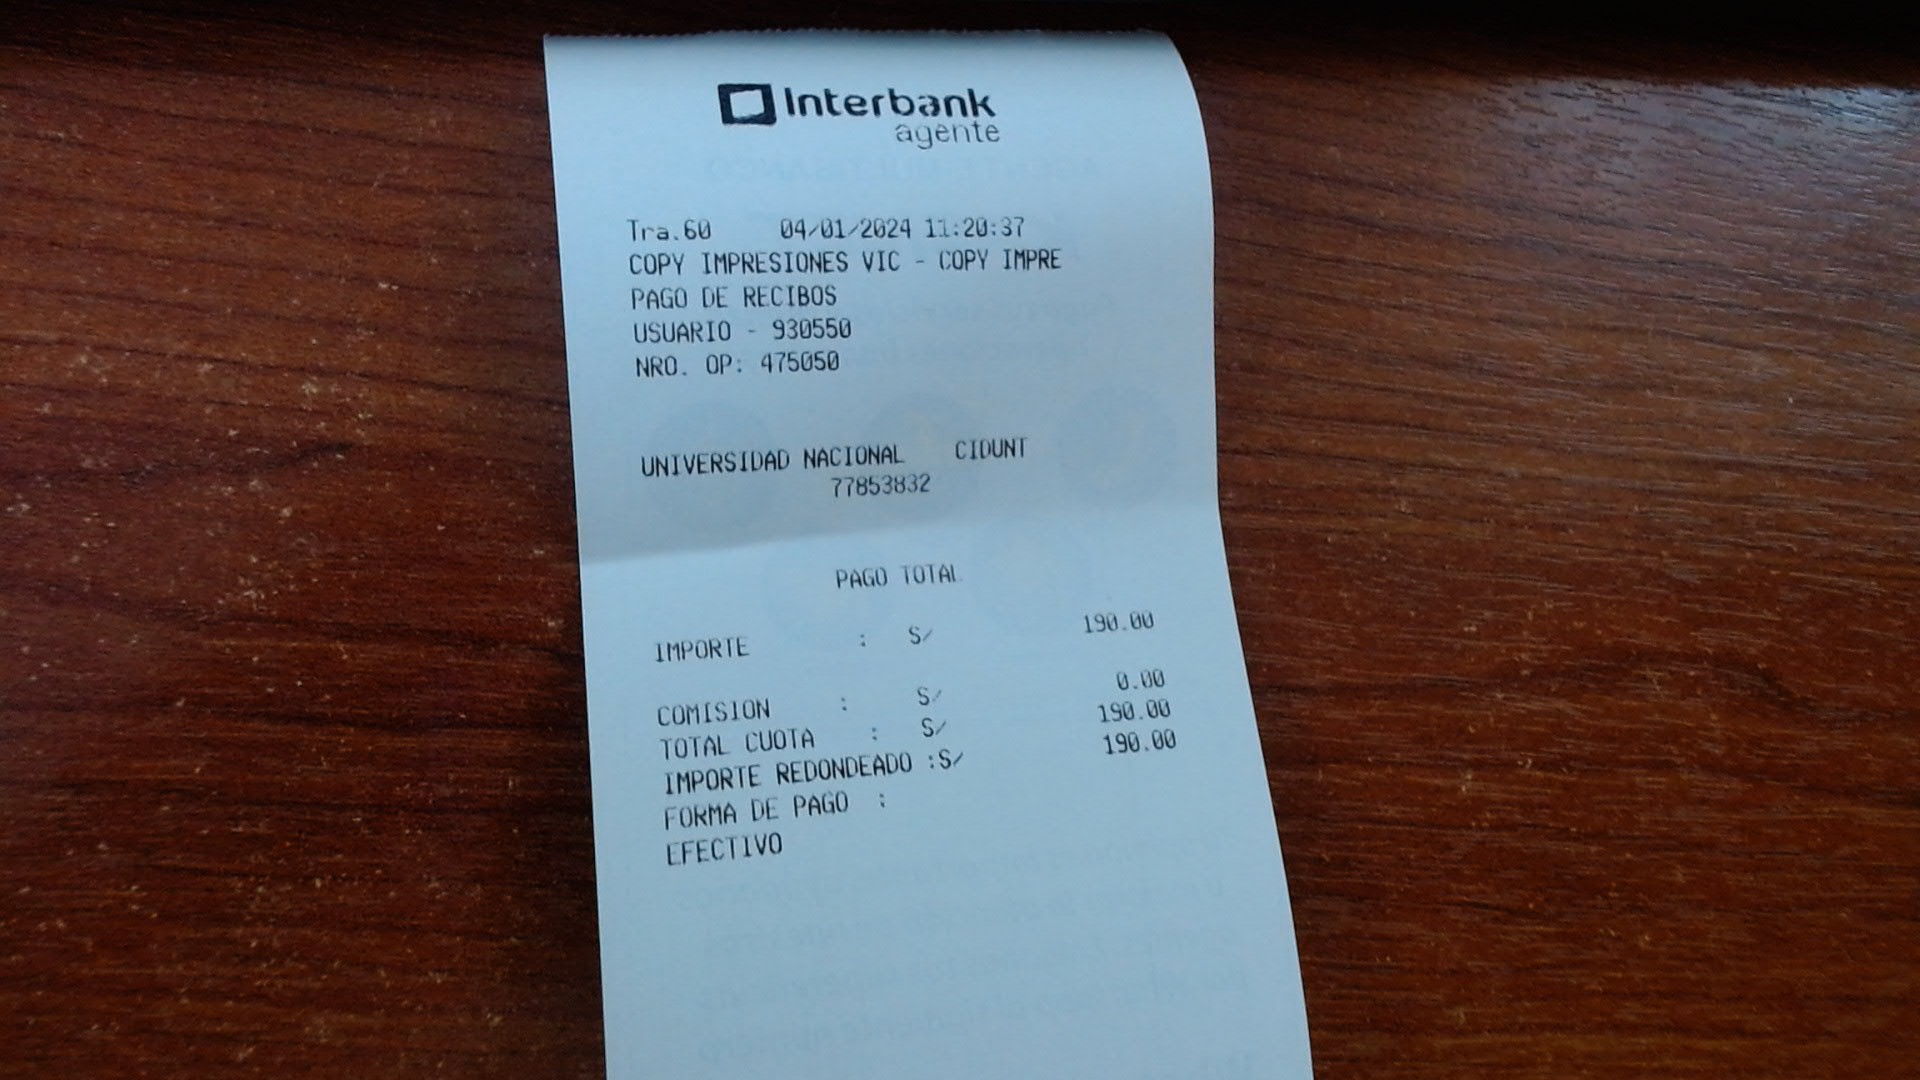 Interbank
agente
Tra.60 04/01/2024 11:20:37
COPY IMPRESIONES VIC - COPY IMPRE
PAGO DE RECIBOS
USUARIO - 930550
NRO. OP: 475050
UNIVERSIDAD NACIONAL CIDUNT
77853832
PAGO TOTAL
IMPORTE : S/ 190.00
COMISION : S/ 0.00
TOTAL CUOTA : S/ 190.00
IMPORTE REDONDEADO :S/ 190.00
FORMA DE PAGO :
EFECTIVO